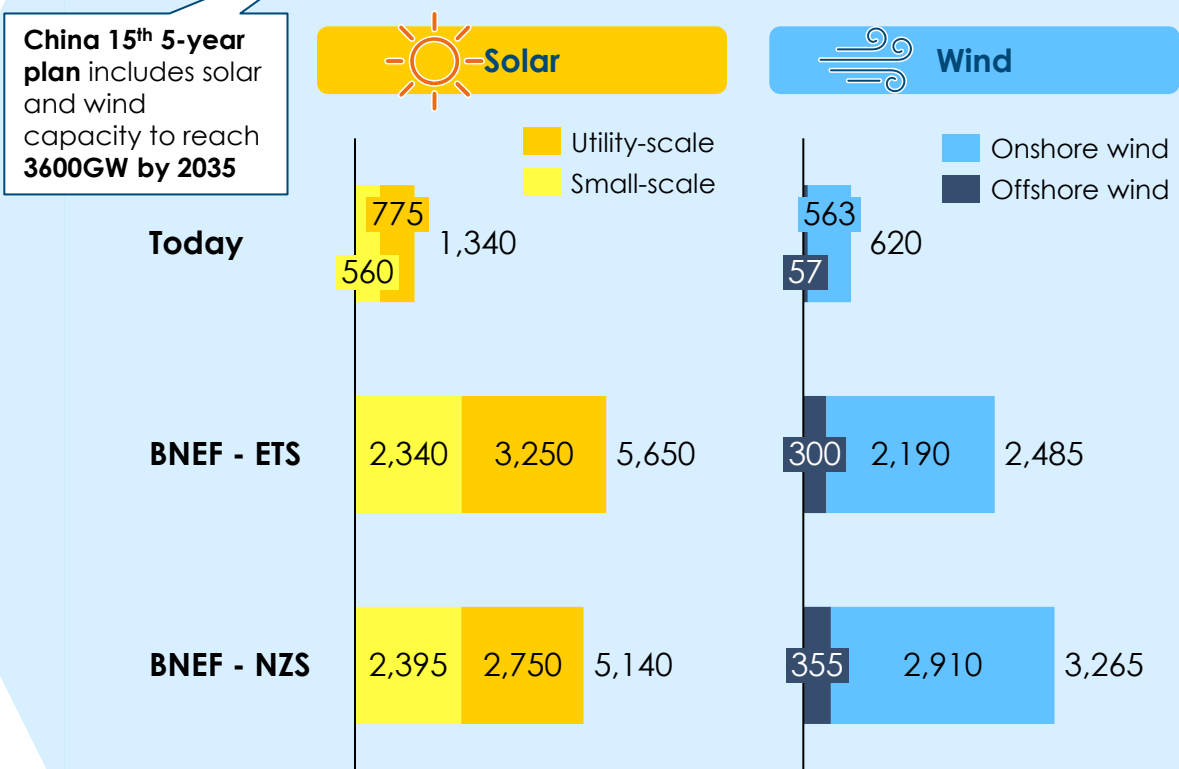 China 15th 5-year
plan includes solar
and wind
capacity to reach
3600GW by 2035
Solar
Wind
Utility-scale
Small-scale
Onshore wind
Offshore wind
Today
775
560
1,340
563
57
620
BNEF - ETS
2,340
3,250
5,650
300
2,190
2,485
BNEF - NZS
2,395
2,750
5,140
355
2,910
3,265